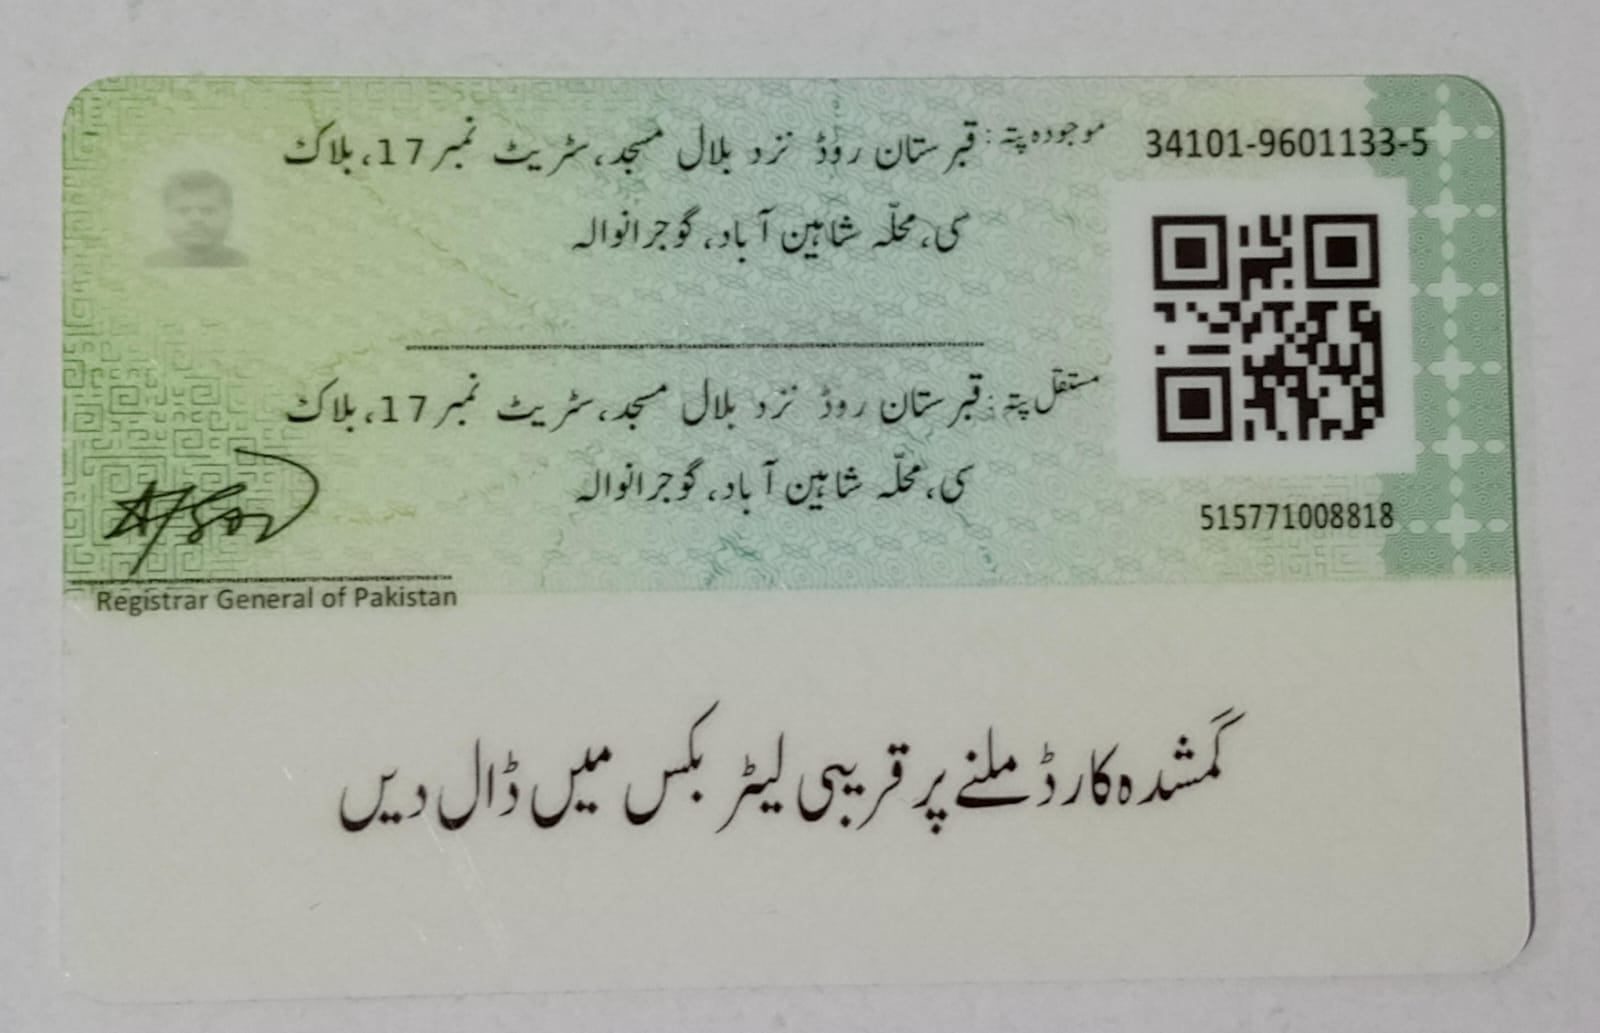 34101-9601133-5
موجودہ پتہ: قبرستان روڈ نزد بلال مسجد، سٹریٹ نمبر 17، بلاک
سی، محلّہ شاہین آباد، گوجرانوالہ
مستقل پتہ: قبرستان روڈ نزد بلال مسجد، سٹریٹ نمبر 17، بلاک
سی، محلّہ شاہین آباد، گوجرانوالہ
515771008818
Registrar General of Pakistan
گمشدہ کارڈ ملنے پر قریبی لیٹر بکس میں ڈال دیں